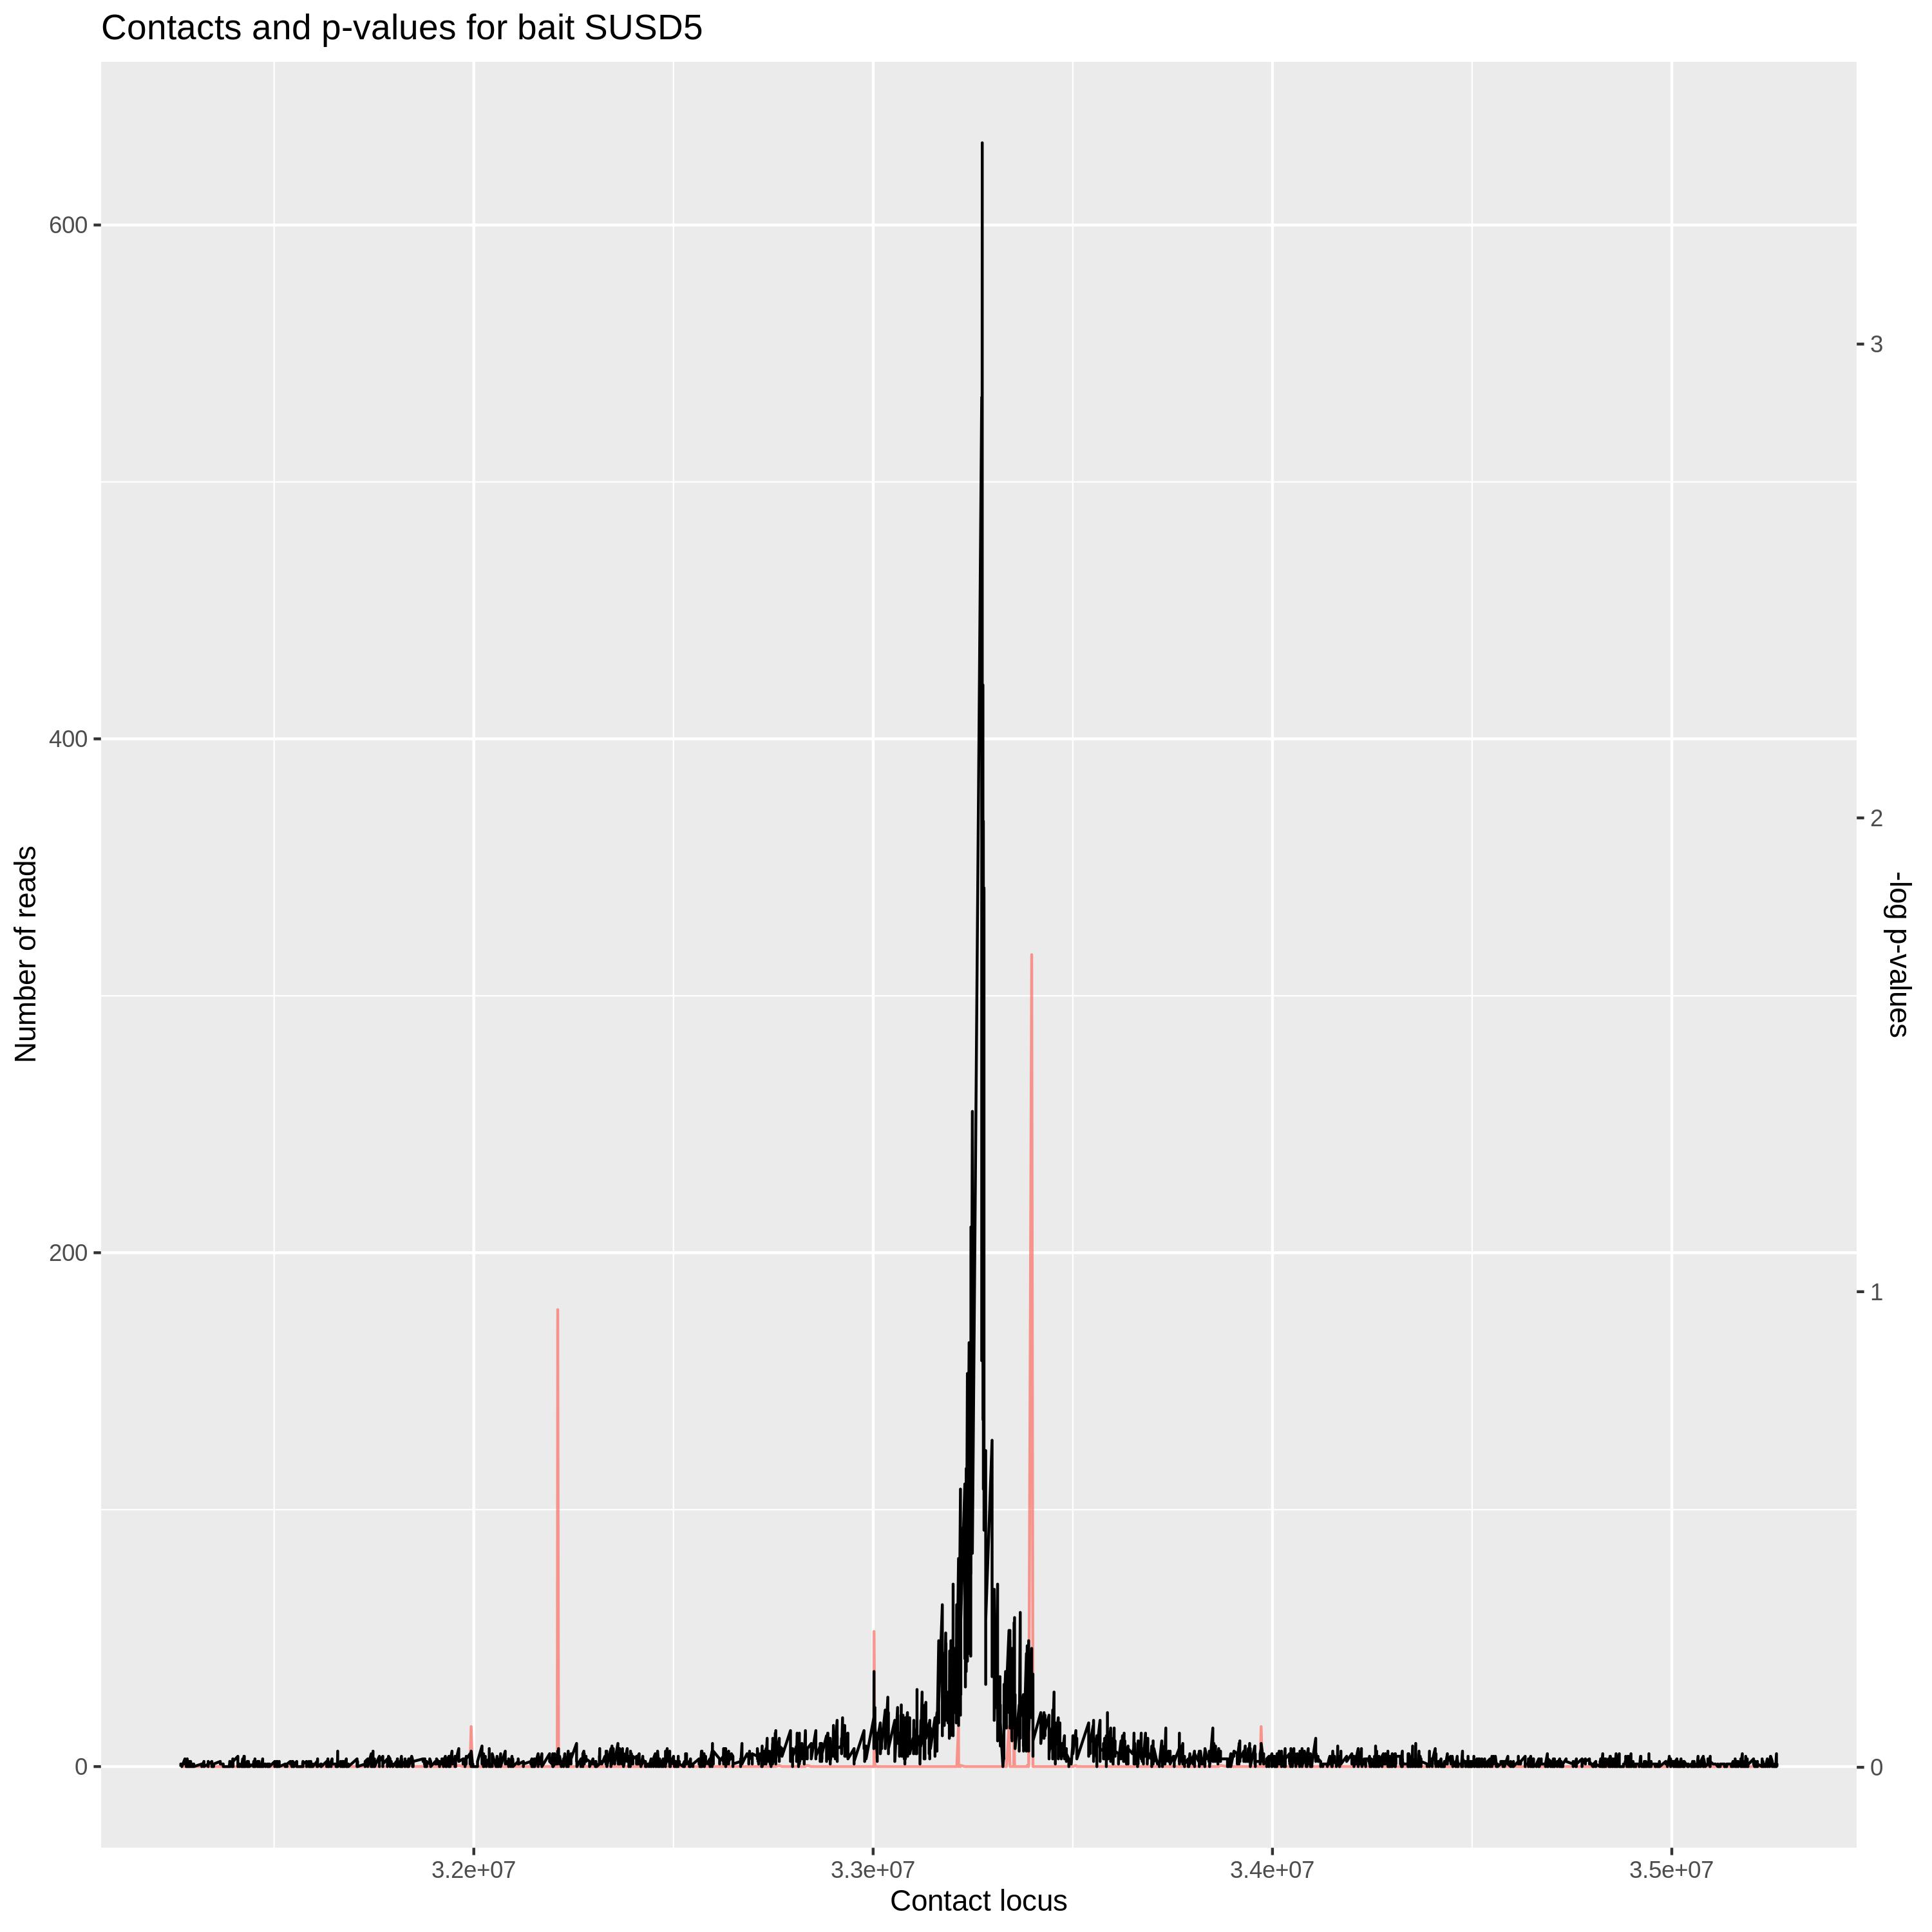 Contacts and p-values for bait SUSD5
600
400
200
0
Number of reads
3
2
1
0
-log p-values
3.2e+07
3.3e+07
3.4e+07
3.5e+07
Contact locus